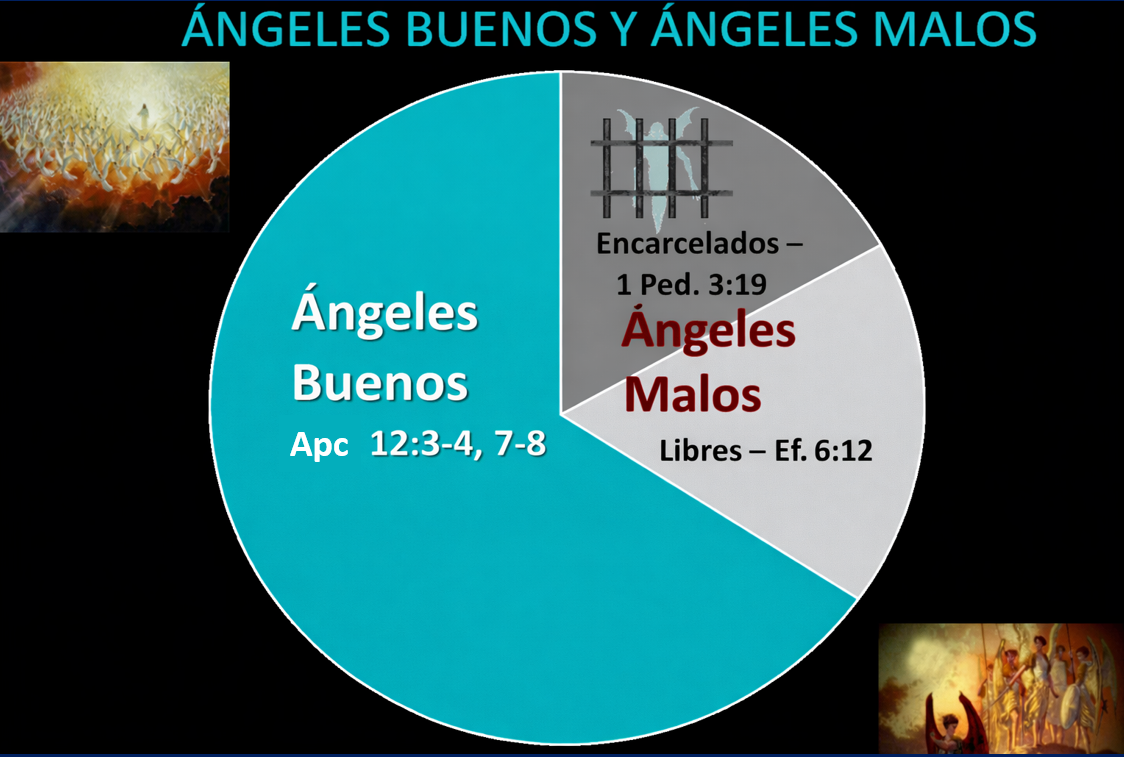 ÁNGELES BUENOS Y ÁNGELES MALOS
Encarcelados –
1 Ped. 3:19
Ángeles
Malos
Libres – Ef. 6:12
Ángeles
Buenos
Apc 12:3-4, 7-8